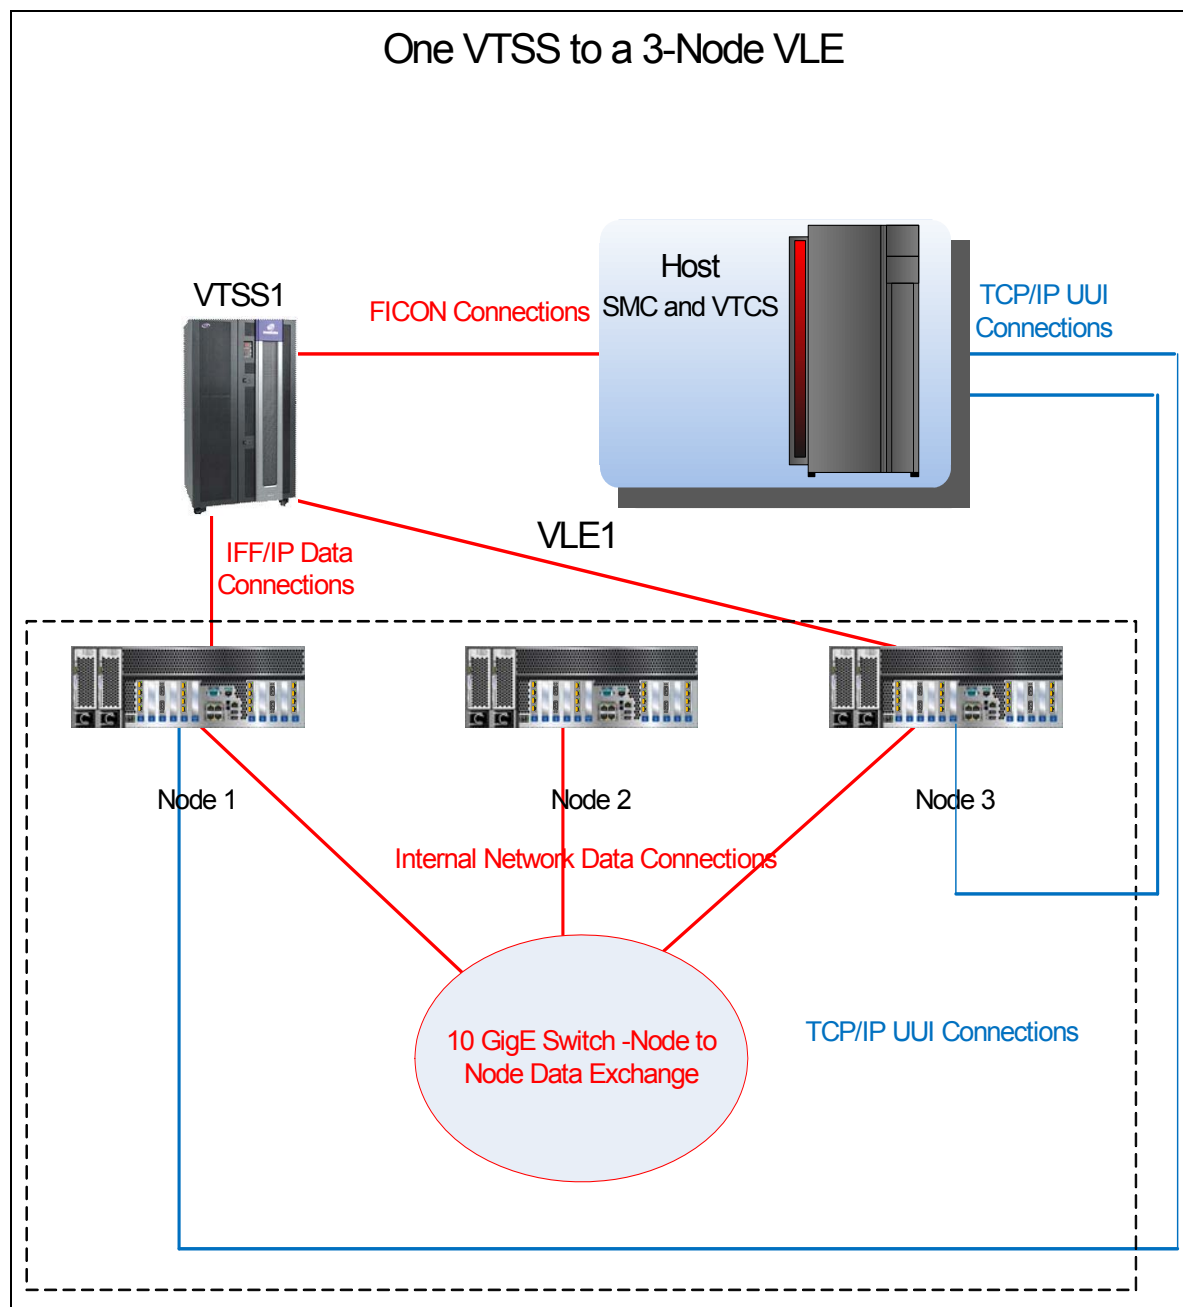 One VTSS to a 3-Node VLE
VTSS1
FICON Connections
Host
SMC and VTCS
TCP/IP UUI
Connections
IFF/IP Data
Connections
VLE1
Node 1
Node 2
Node 3
Internal Network Data Connections
10 GigE Switch -Node to
Node Data Exchange
TCP/IP UUI Connections